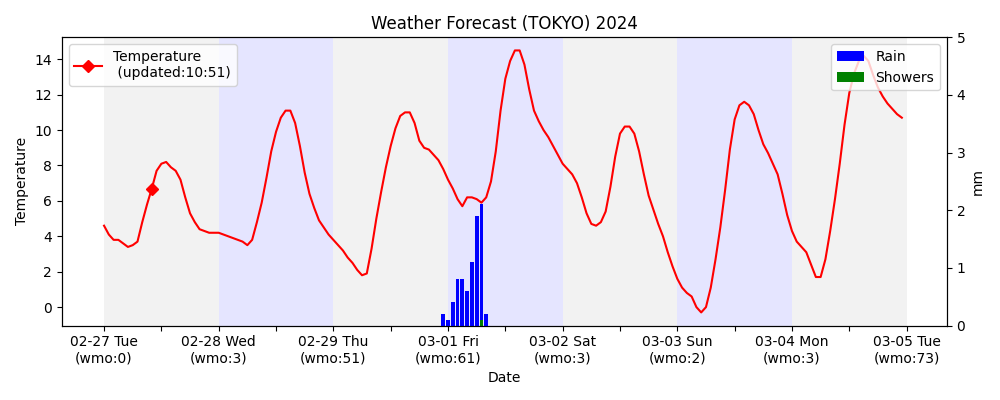 Weather Forecast (TOKYO) 2024
Temperature
(updated:10:51)
Rain
Showers
Temperature
14
12
10
8
6
4
2
0
5
4
3
2
1
0
mm
02-27 Tue
(wmo:0)
02-28 Wed
(wmo:3)
02-29 Thu
(wmo:51)
03-01 Fri
(wmo:61)
03-02 Sat
(wmo:3)
03-03 Sun
(wmo:2)
03-04 Mon
(wmo:3)
03-05 Tue
(wmo:73)
Date